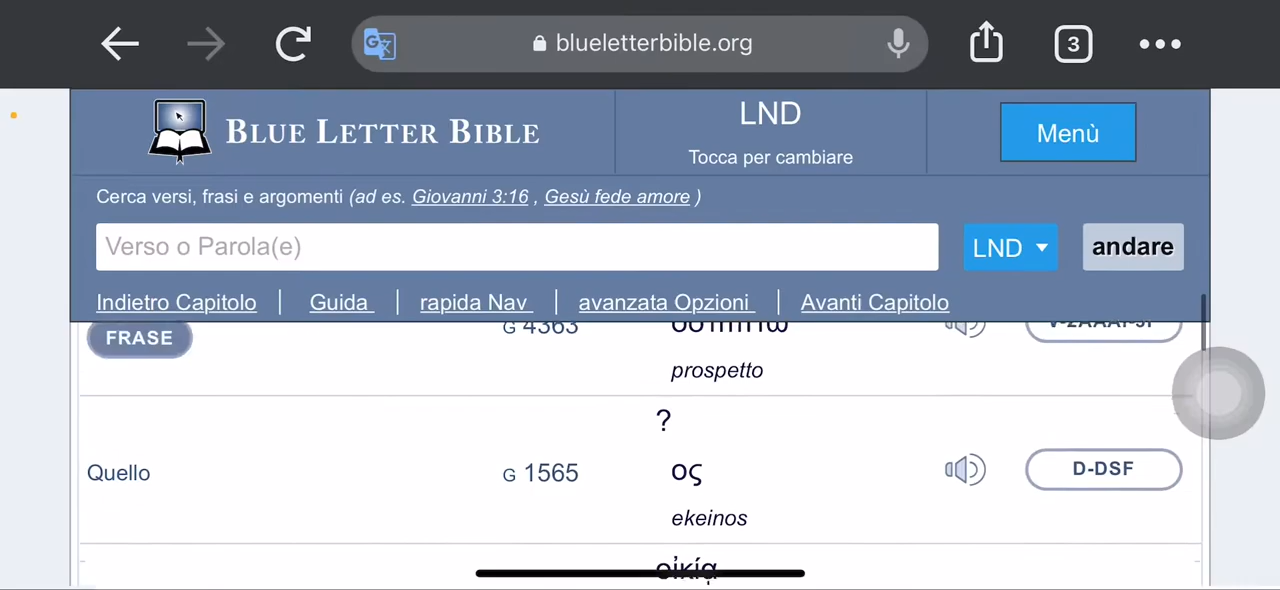 blueletterbible.org
3
BLUE LETTER BIBLE
LND
Tocca per cambiare
Menù
Cerca versi, frasi e argomenti (ad es. Giovanni 3:16 , Gesù fede amore )
Verso o Parola(e)
LND
andare
Indietro Capitolo | Guida | rapida Nav | avanzata Opzioni | Avanti Capitolo
FRASE
G 4363
prospetto
?
Quello
G 1565
ος
D-DSF
ekeinos
οἰκίᾳ